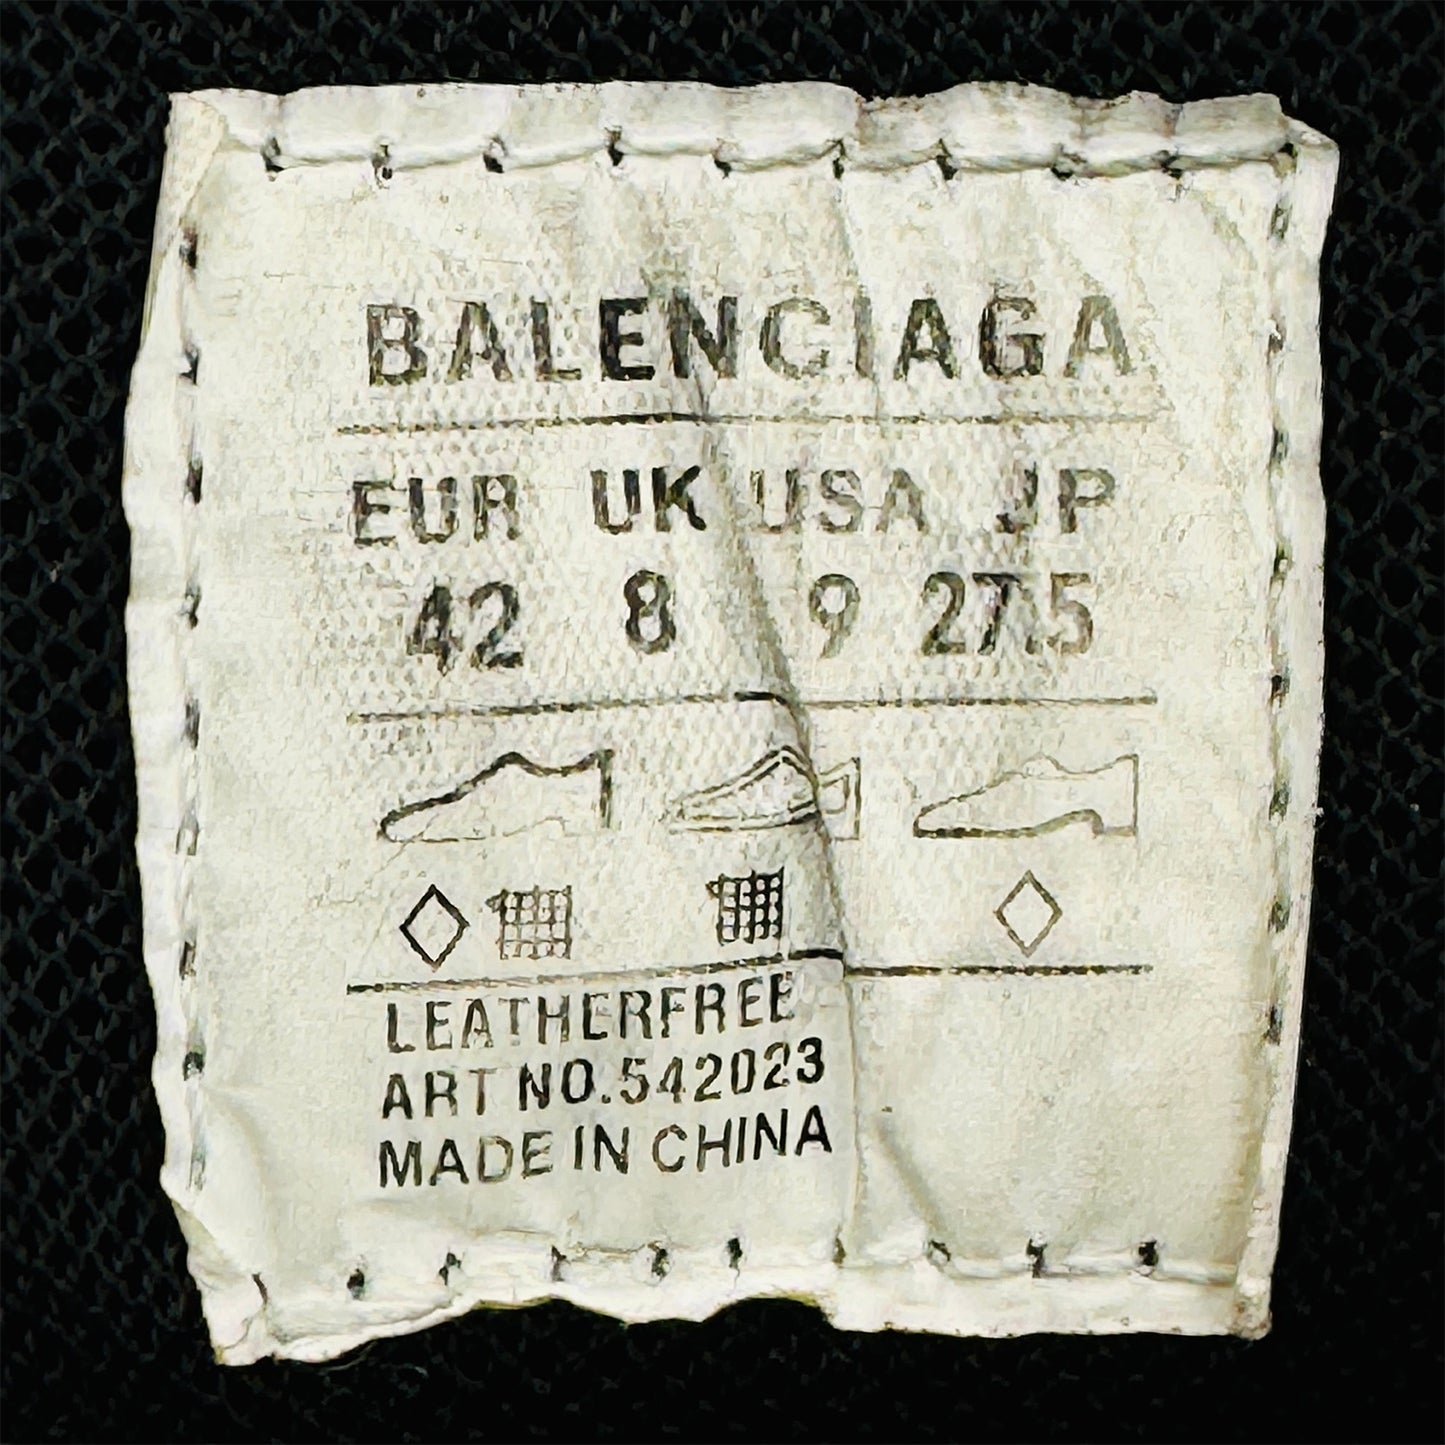 BALENCIAGA
EUR UK USA JP
42 8 9 27.5
LEATHERFREE
ART NO.542023
MADE IN CHINA